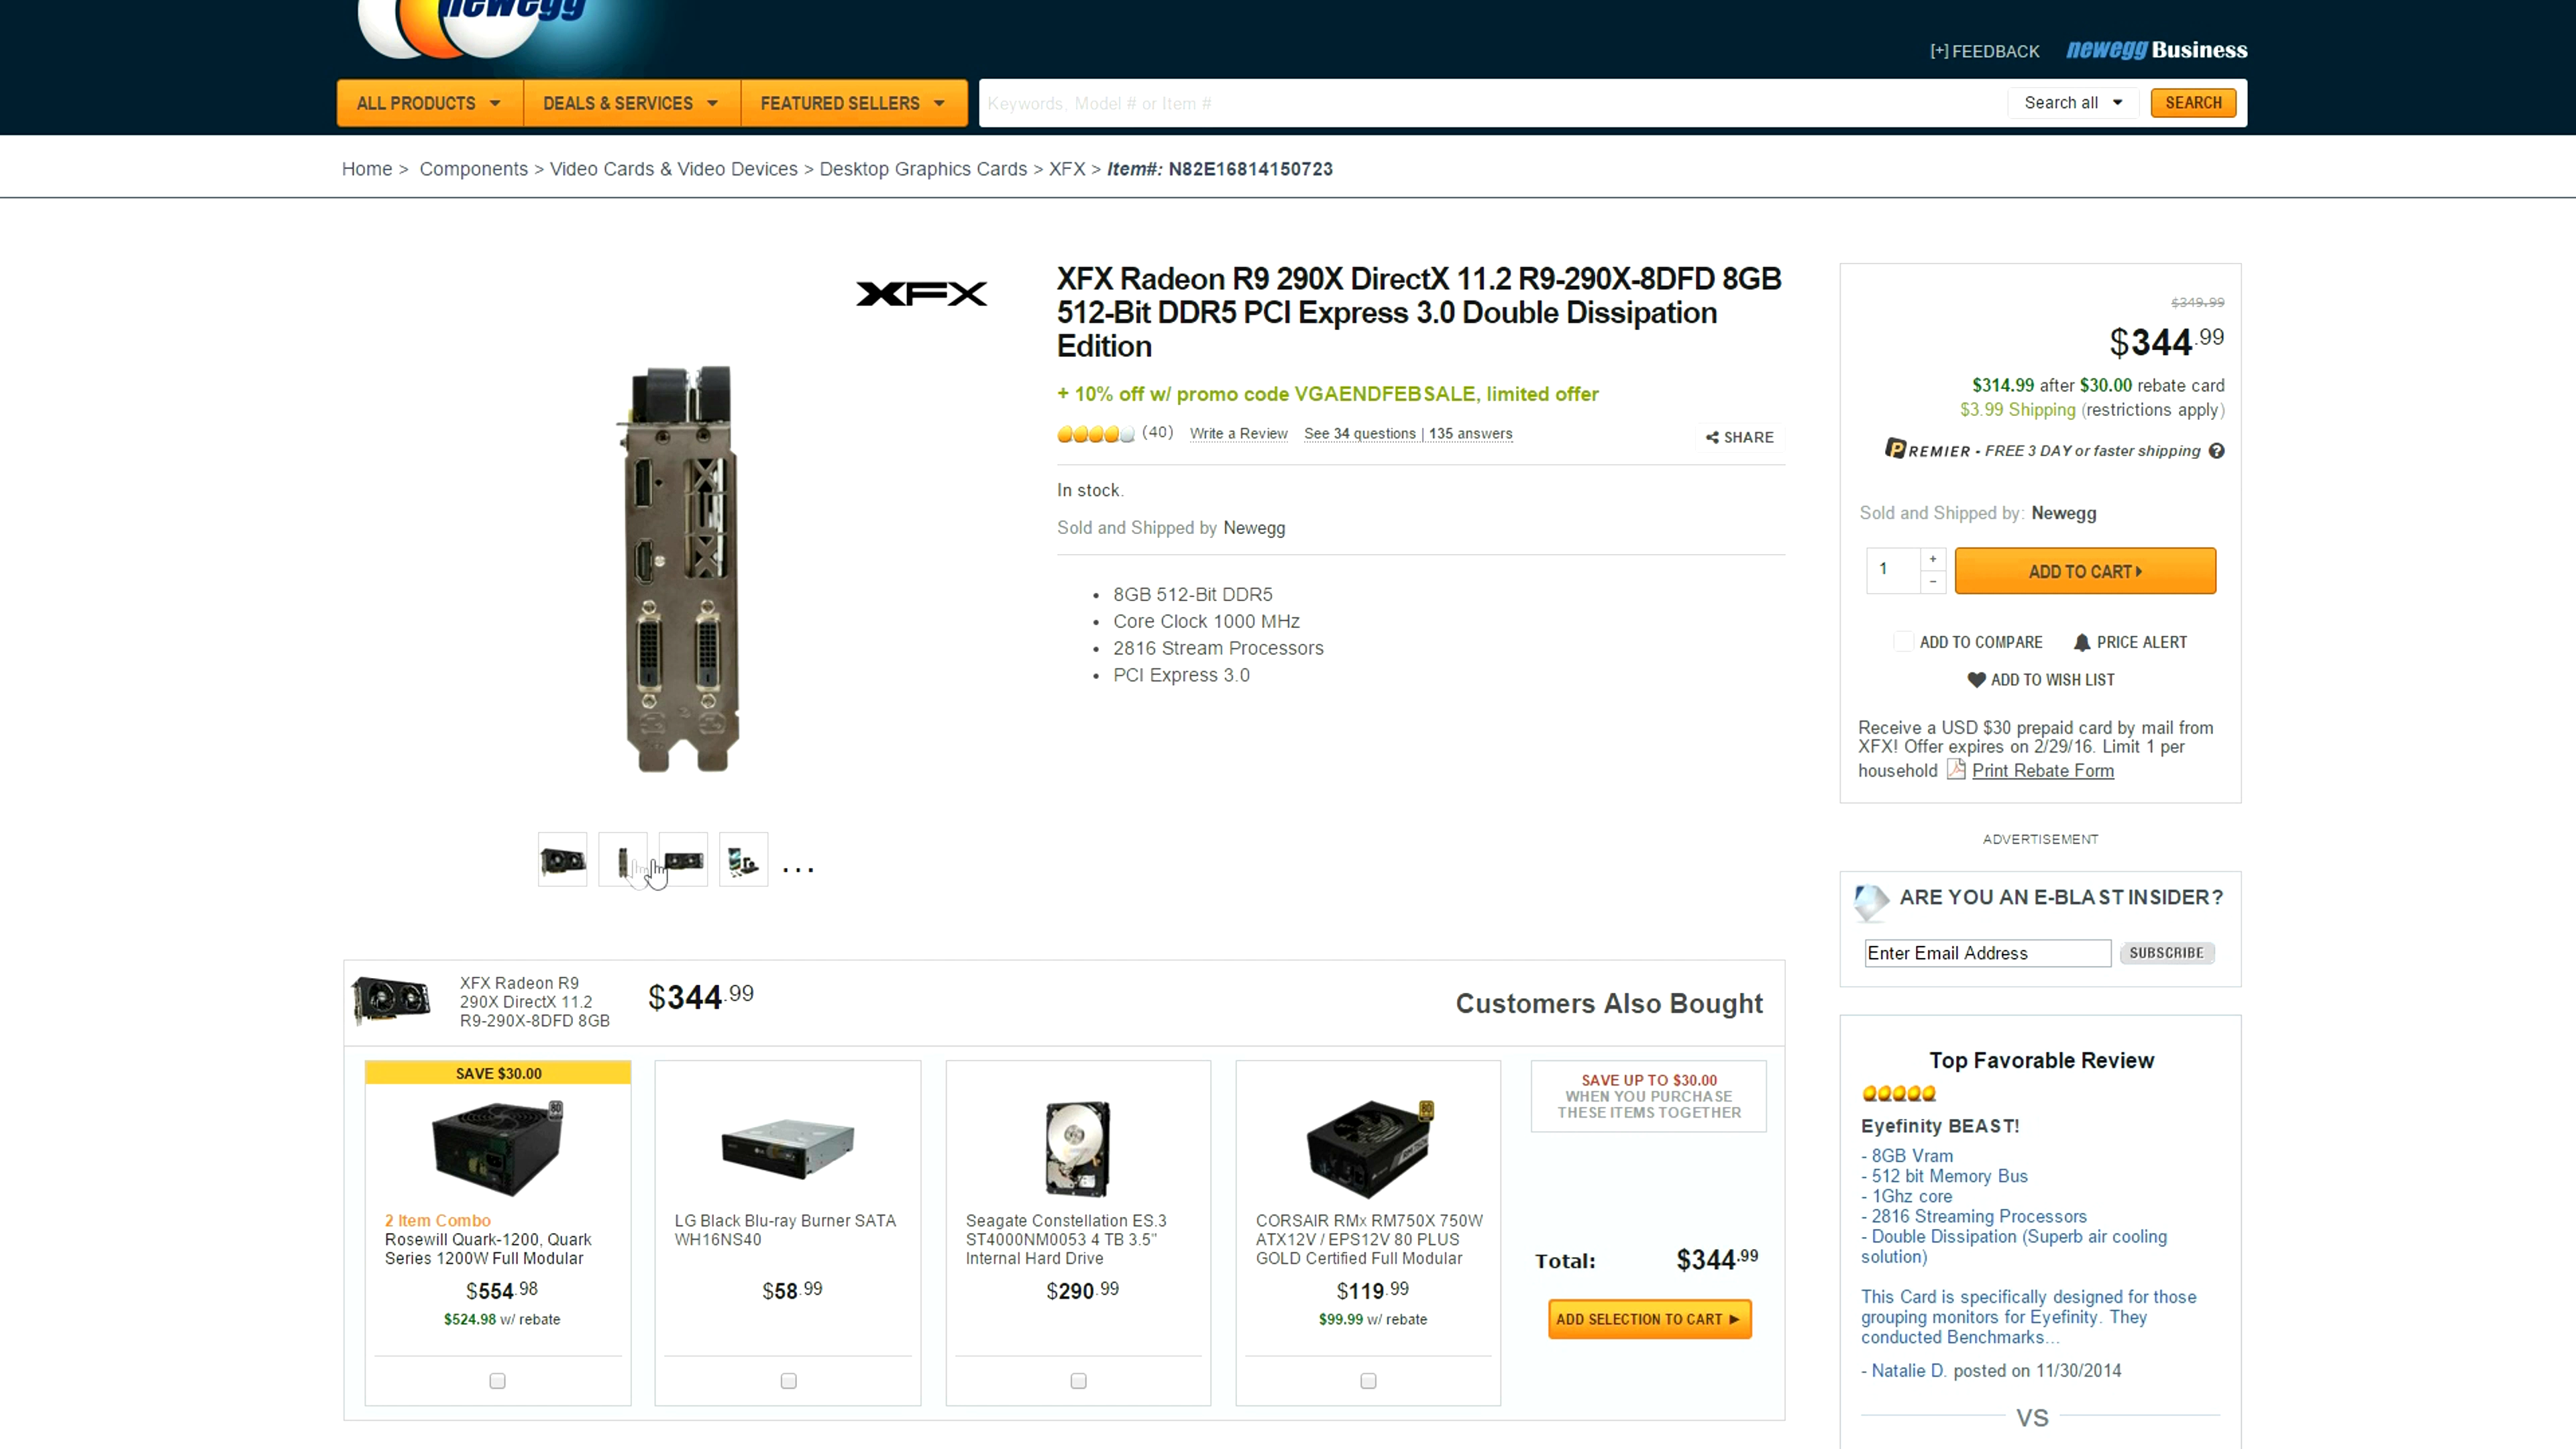 newegg
[+] FEEDBACK
newegg Business
ALL PRODUCTS
DEALS & SERVICES
FEATURED SELLERS
Keywords, Model # or Item #
Search all
SEARCH
Home > Components > Video Cards & Video Devices > Desktop Graphics Cards > XFX > Item#: N82E16814150723
XFX
XFX Radeon R9 290X DirectX 11.2 R9-290X-8DFD 8GB
512-Bit DDR5 PCI Express 3.0 Double Dissipation
Edition
+ 10% off w/ promo code VGAENDFEBSALE, limited offer
(40) Write a Review See 34 questions | 135 answers
SHARE
In stock.
Sold and Shipped by Newegg
• 8GB 512-Bit DDR5
• Core Clock 1000 MHz
• 2816 Stream Processors
• PCI Express 3.0
$349.99
$344.99
$314.99 after $30.00 rebate card
$3.99 Shipping (restrictions apply)
PREMIER - FREE 3 DAY or faster shipping ?
Sold and Shipped by: Newegg
1
+
-
ADD TO CART
ADD TO COMPARE
PRICE ALERT
ADD TO WISH LIST
Receive a USD $30 prepaid card by mail from
XFX! Offer expires on 2/29/16. Limit 1 per
household Print Rebate Form
...
ADVERTISEMENT
ARE YOU AN E-BLAST INSIDER?
Enter Email Address
SUBSCRIBE
XFX Radeon R9
290X DirectX 11.2
R9-290X-8DFD 8GB
$344.99
Customers Also Bought
SAVE $30.00
2 Item Combo
Rosewill Quark-1200, Quark
Series 1200W Full Modular
$554.98
$524.98 w/ rebate
LG Black Blu-ray Burner SATA
WH16NS40
$58.99
Seagate Constellation ES.3
ST4000NM0053 4 TB 3.5"
Internal Hard Drive
$290.99
CORSAIR RMx RM750X 750W
ATX12V / EPS12V 80 PLUS
GOLD Certified Full Modular
$119.99
$99.99 w/ rebate
SAVE UP TO $30.00
WHEN YOU PURCHASE
THESE ITEMS TOGETHER
Total: $344.99
ADD SELECTION TO CART
Top Favorable Review
Eyefinity BEAST!
- 8GB Vram
- 512 bit Memory Bus
- 1Ghz core
- 2816 Streaming Processors
- Double Dissipation (Superb air cooling
solution)
This Card is specifically designed for those
grouping monitors for Eyefinity. They
conducted Benchmarks...
- Natalie D. posted on 11/30/2014
VS